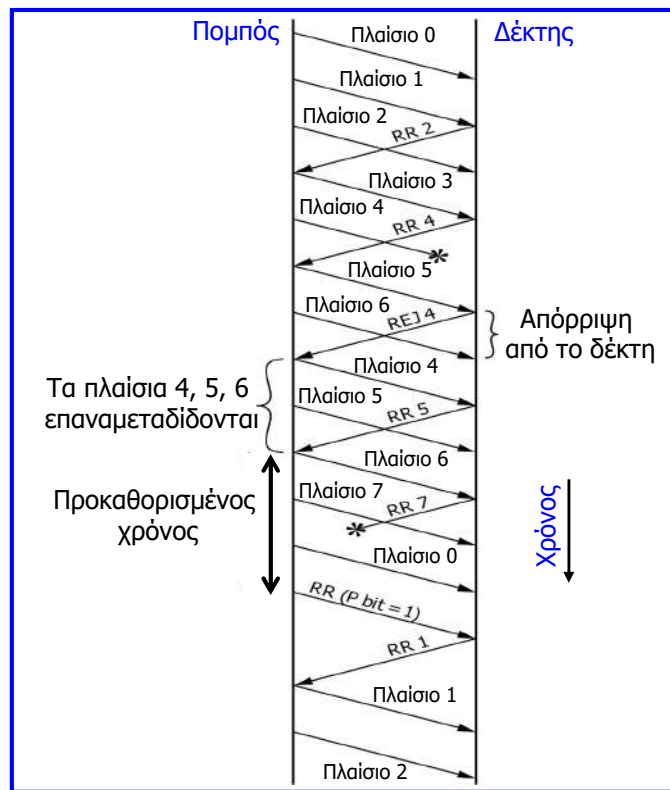 Πομπός
Δέκτης
Πλαίσιο 0
Πλαίσιο 1
Πλαίσιο 2
RR 2
Πλαίσιο 3
Πλαίσιο 4
RR 4
*
Πλαίσιο 5
Πλαίσιο 6
REJ 4
Απόρριψη
από το δέκτη
Πλαίσιο 4
Τα πλαίσια 4, 5, 6
επαναμεταδίδονται
Πλαίσιο 5
RR 5
Πλαίσιο 6
Προκαθορισμένος
χρόνος
Πλαίσιο 7
RR 7
*
Χρόνος
Πλαίσιο 0
RR (P bit = 1)
RR 1
Πλαίσιο 1
Πλαίσιο 2